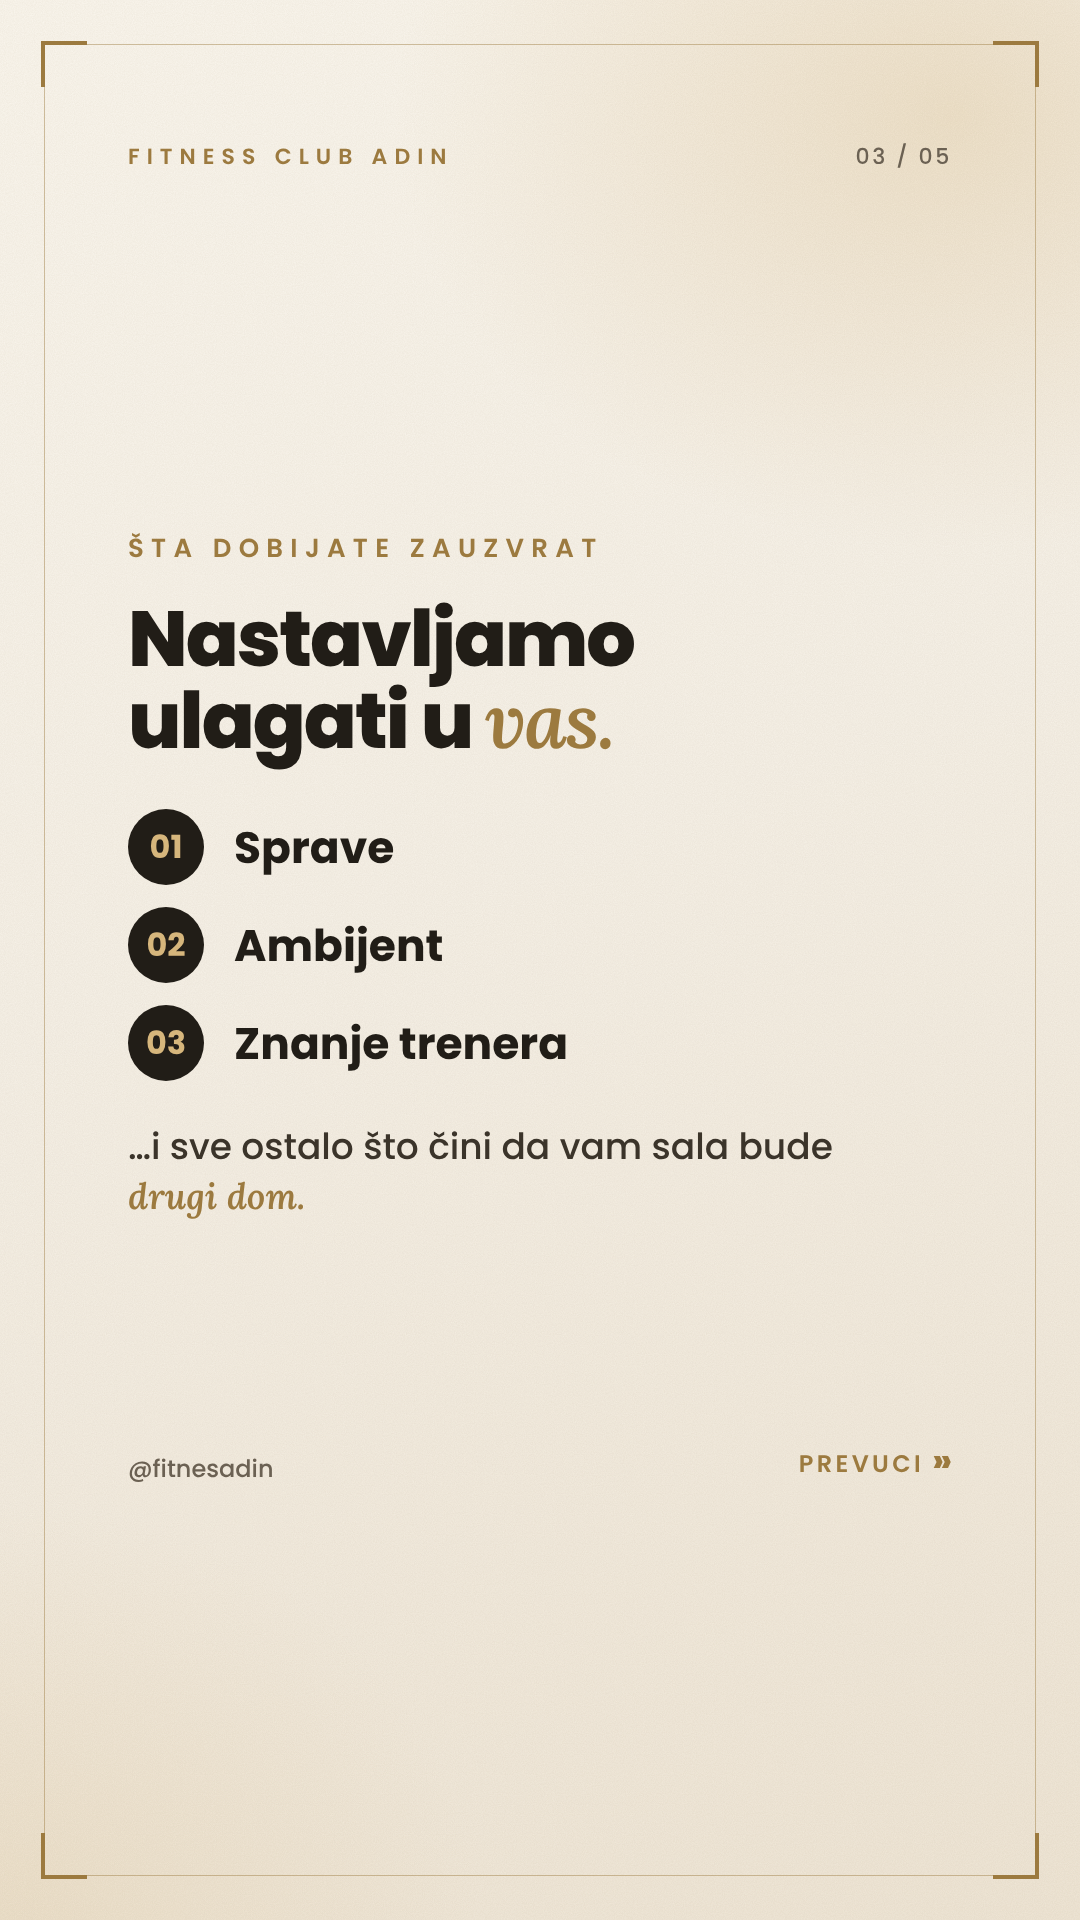 FITNESS CLUB ADIN
03 / 05
ŠTA DOBIJATE ZAUZVRAT
Nastavljamo
ulagati u vas.
01 Sprave
02 Ambijent
03 Znanje trenera
...i sve ostalo što čini da vam sala bude
drugi dom.
@fitnesadin
PREVUCI »